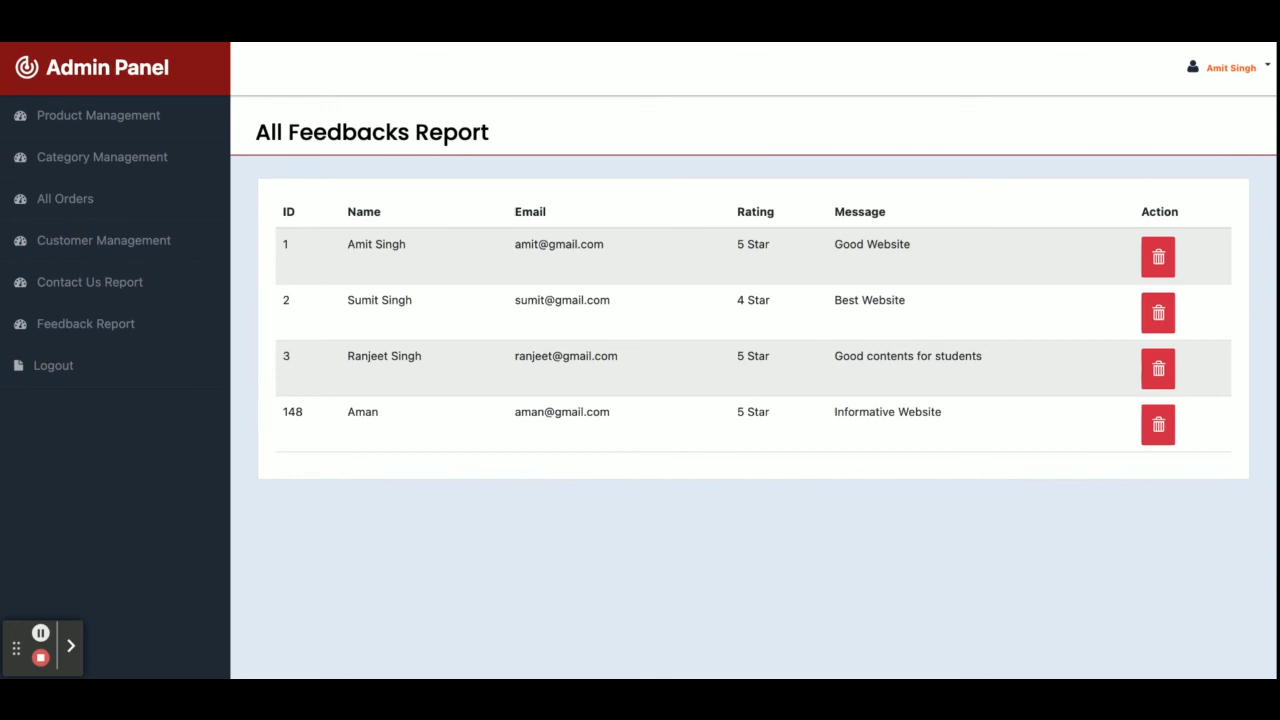 Admin Panel
Amit Singh
Product Management
Category Management
All Orders
Customer Management
Contact Us Report
Feedback Report
Logout
All Feedbacks Report
ID Name Email Rating Message Action
1 Amit Singh amit@gmail.com 5 Star Good Website
2 Sumit Singh sumit@gmail.com 4 Star Best Website
3 Ranjeet Singh ranjeet@gmail.com 5 Star Good contents for students
148 Aman aman@gmail.com 5 Star Informative Website